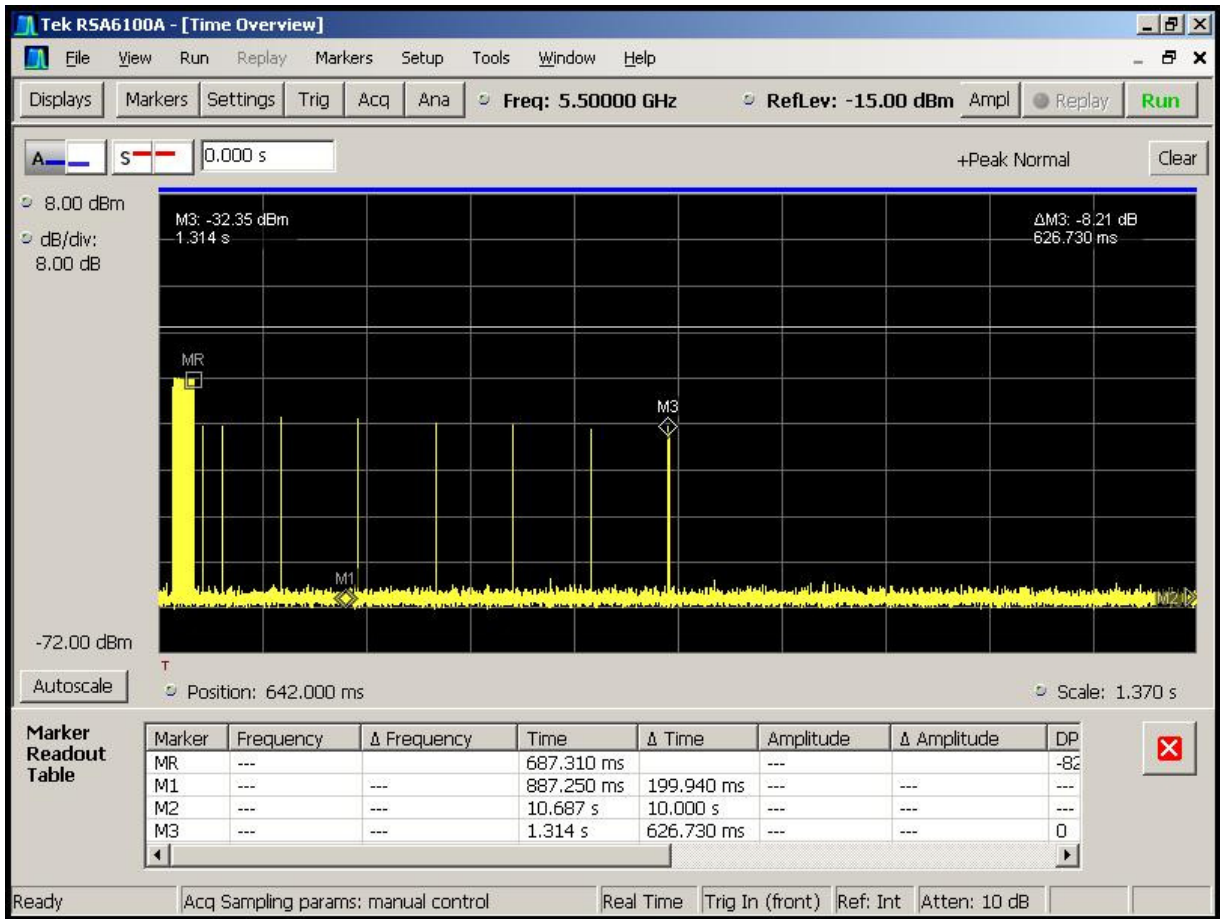 Tek RSA6100A - [Time Overview]
File View Run Replay Markers Setup Tools Window Help
Displays Markers Settings Trig Acq Ana Freq: 5.50000 GHz RefLev: -15.00 dBm Ampl Replay Run
A S 0.000 s +Peak Normal Clear
8.00 dBm
dB/div:
8.00 dB
M3: -32.35 dBm
1.314 s
ΔM3: -8.21 dB
626.730 ms
MR
M3
M1
M2
-72.00 dBm
T
Autoscale Position: 642.000 ms Scale: 1.370 s
Marker Readout Table
Marker Frequency Δ Frequency Time Δ Time Amplitude Δ Amplitude DP
MR --- 687.310 ms --- -82
M1 --- --- 887.250 ms 199.940 ms --- --- ---
M2 --- --- 10.687 s 10.000 s --- --- ---
M3 --- --- 1.314 s 626.730 ms --- --- 0
Ready Acq Sampling params: manual control Real Time Trig In (front) Ref: Int Atten: 10 dB